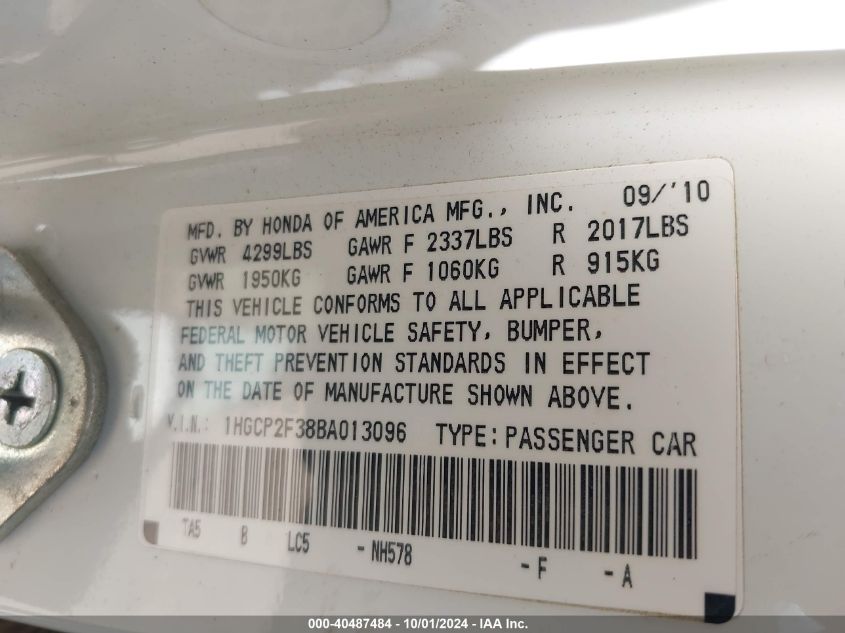 MFD. BY HONDA OF AMERICA MFG., INC. 09/'10
GVWR 4299LBS GAWR F 2337LBS R 2017LBS
GVWR 1950KG GAWR F 1060KG R 915KG
THIS VEHICLE CONFORMS TO ALL APPLICABLE
FEDERAL MOTOR VEHICLE SAFETY, BUMPER,
AND THEFT PREVENTION STANDARDS IN EFFECT
ON THE DATE OF MANUFACTURE SHOWN ABOVE.
V.I.N.: 1HGCP2F38BA013096 TYPE: PASSENGER CAR
TA5 B LC5 -NH578 -F -A
000-40487484 - 10/01/2024 - IAA Inc.